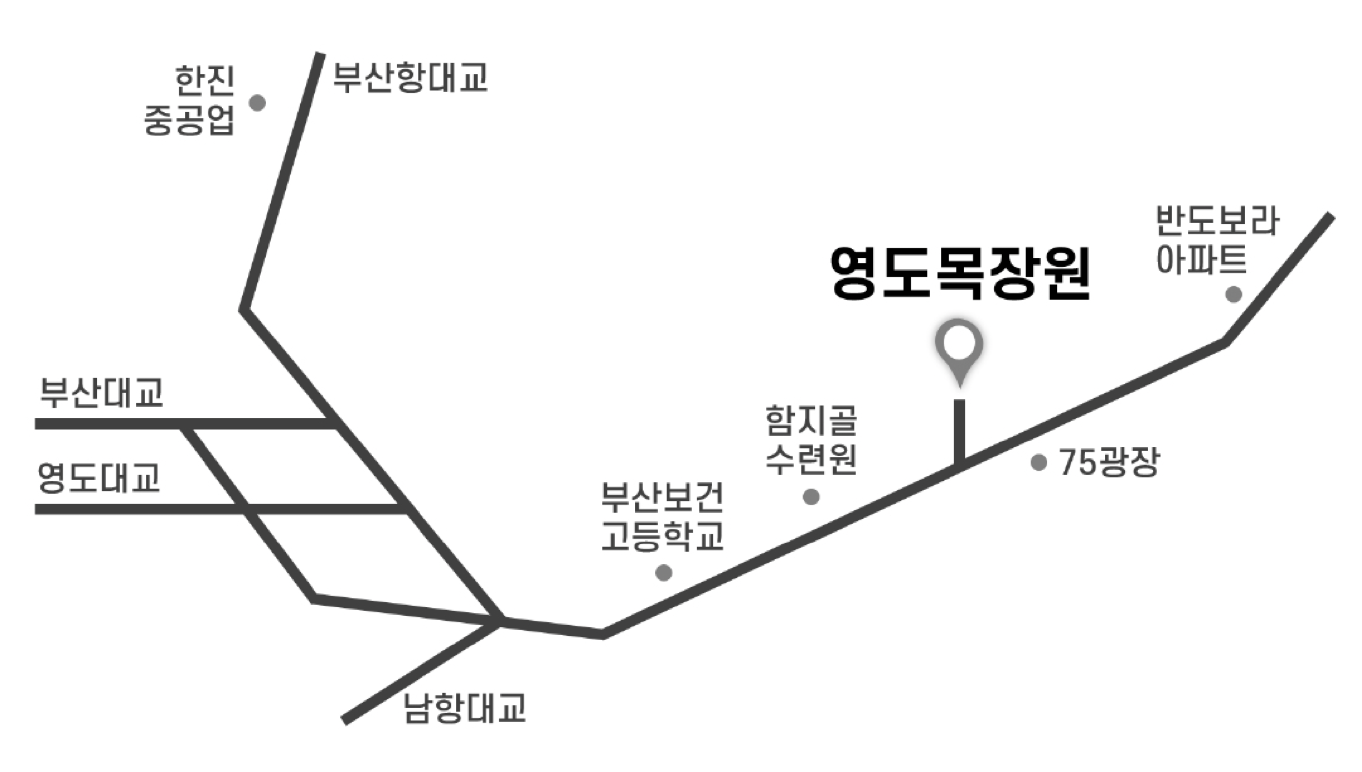 한진
중공업
부산항대교
반도보라
아파트
영도목장원
부산대교
함지골
수련원
75광장
영도대교
부산보건
고등학교
남항대교